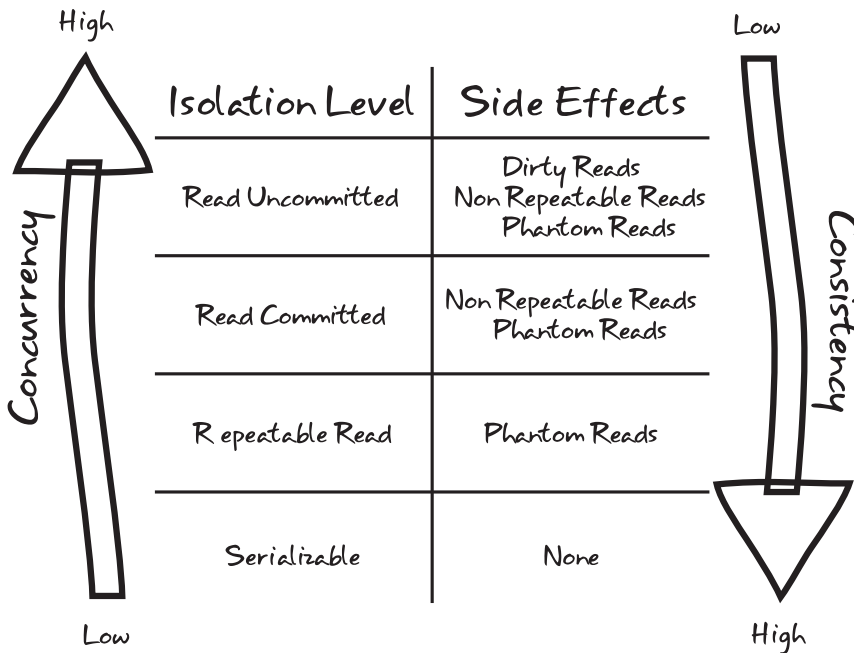 High
Low
Isolation Level
Side Effects
Read Uncommitted
Dirty Reads
Non Repeatable Reads
Phantom Reads
Read Committed
Non Repeatable Reads
Phantom Reads
R epeatable Read
Phantom Reads
Serializable
None
Concurrency
Consistency
Low
High